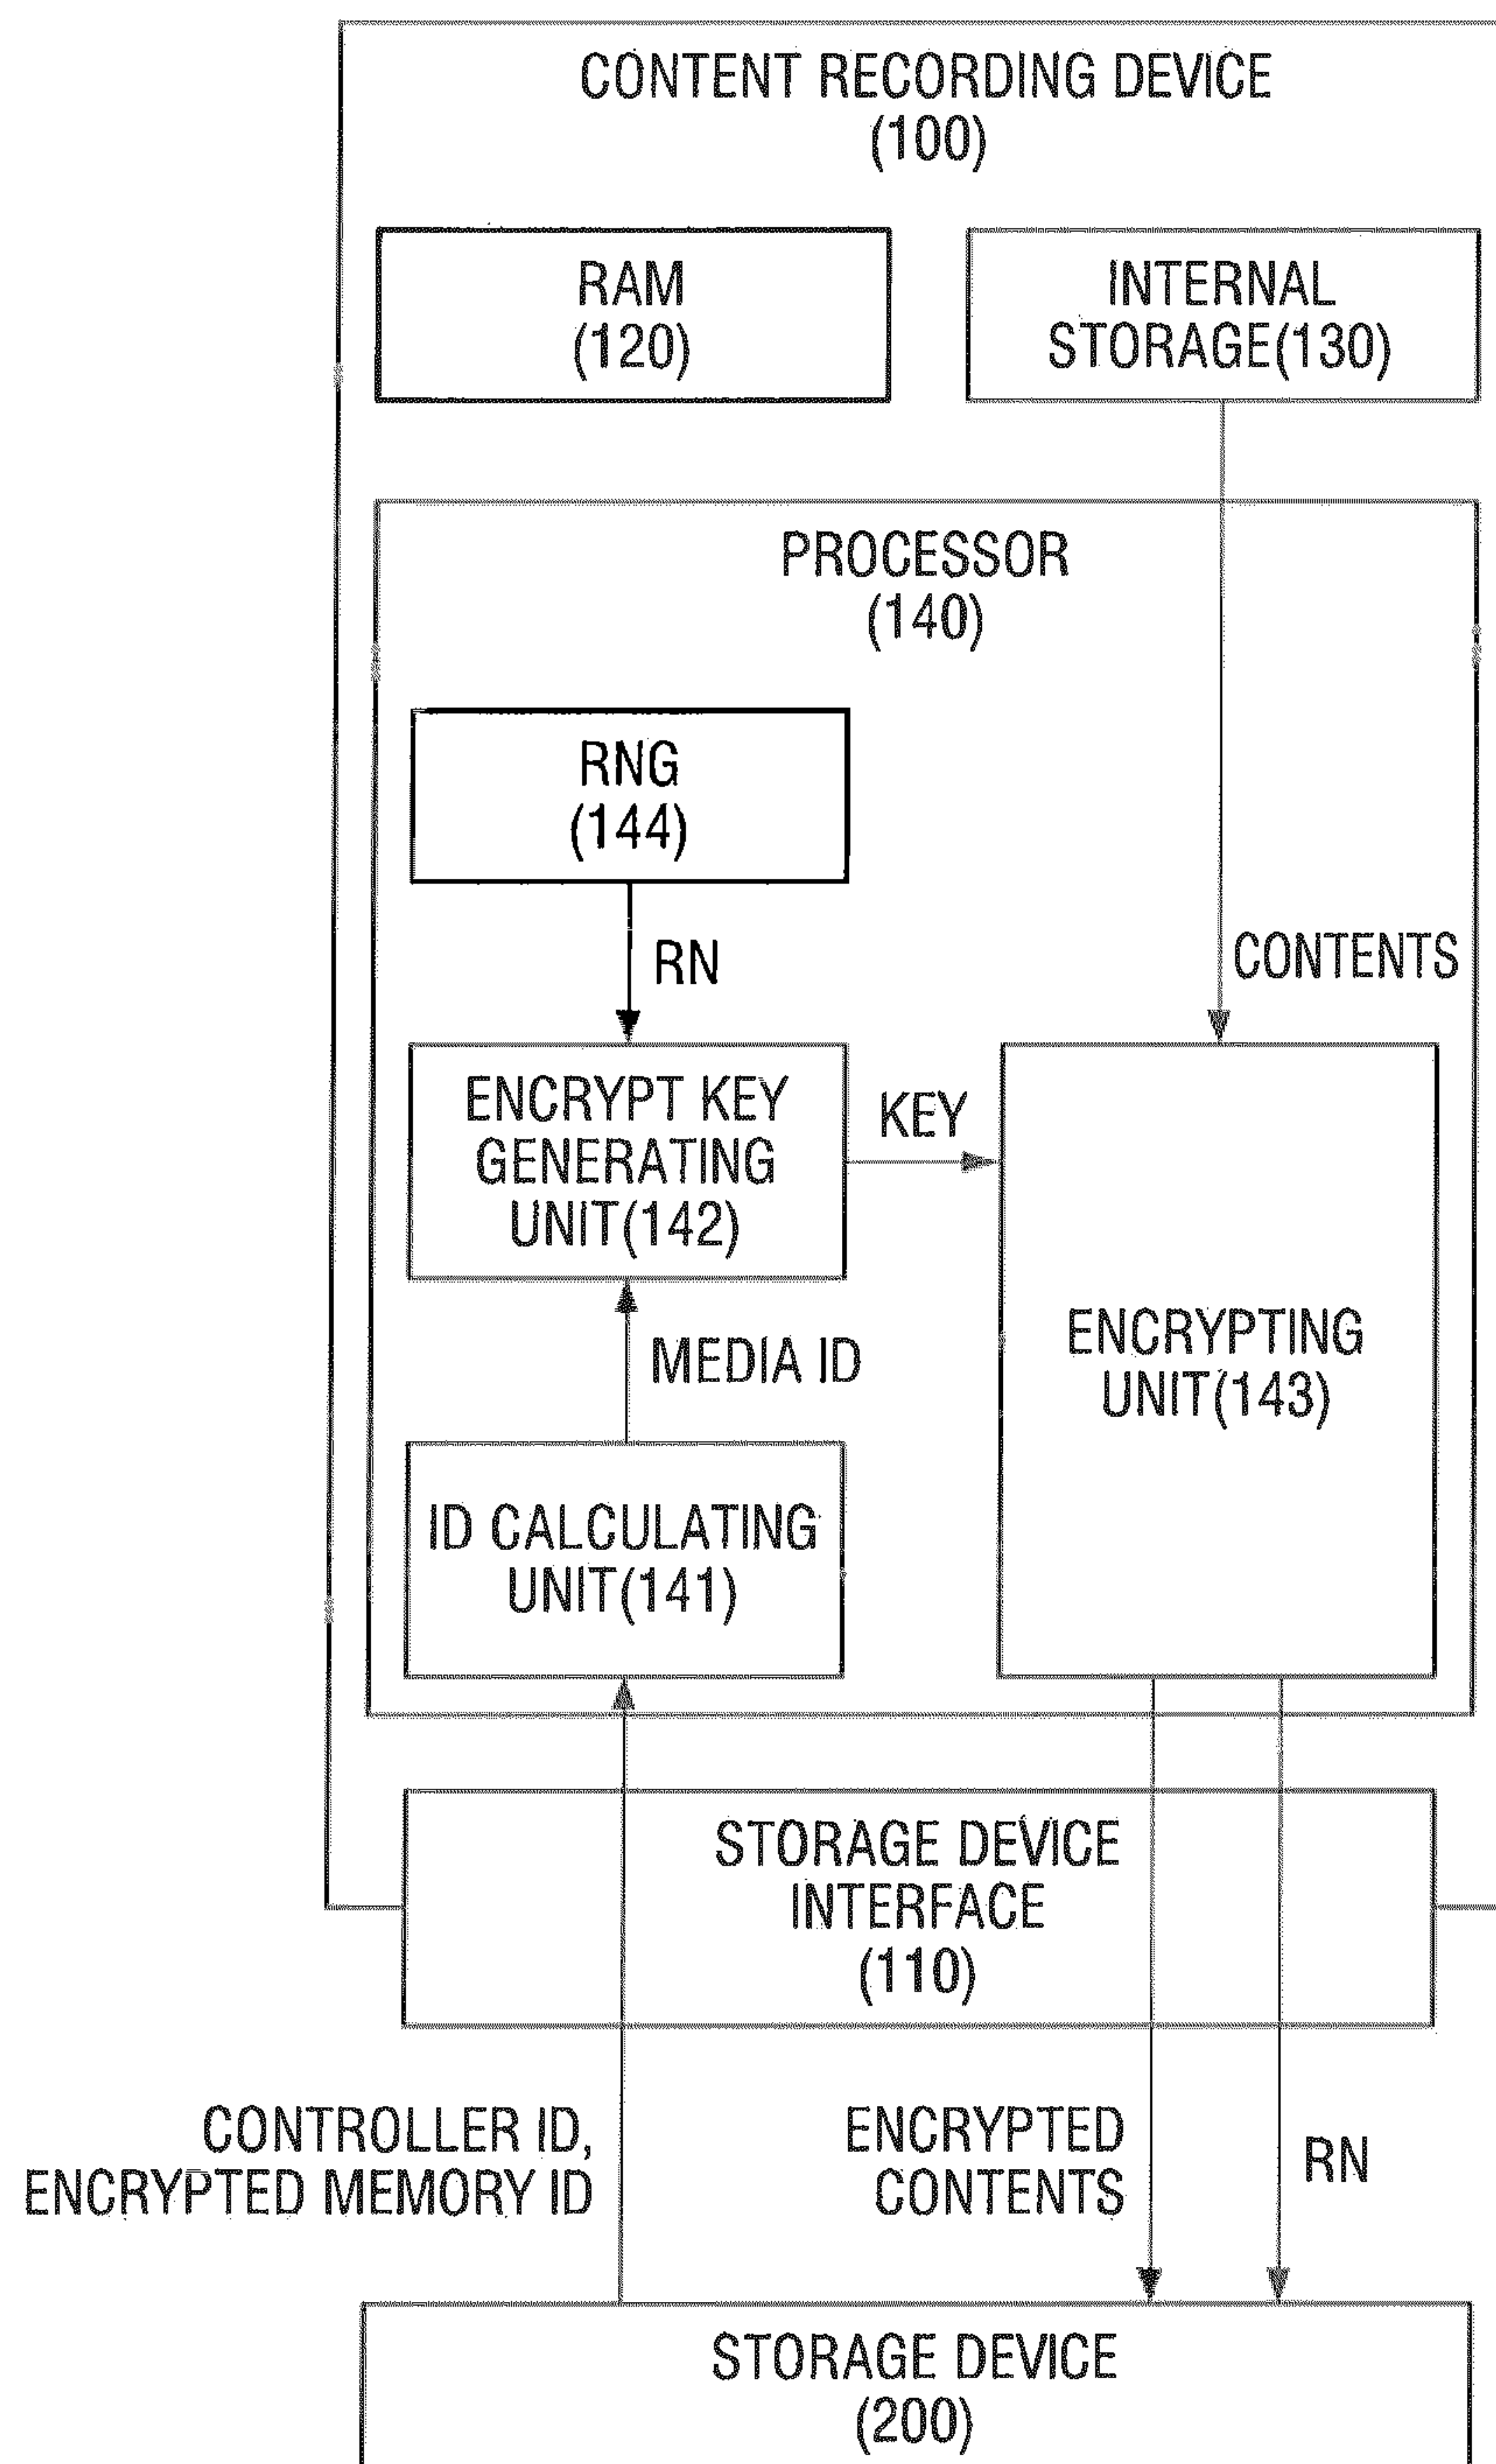 CONTENT RECORDING DEVICE
(100)
RAM
(120)
INTERNAL
STORAGE(130)
PROCESSOR
(140)
RNG
(144)
RN
CONTENTS
ENCRYPT KEY
GENERATING
UNIT(142)
KEY
ENCRYPTING
UNIT(143)
MEDIA ID
ID CALCULATING
UNIT(141)
STORAGE DEVICE
INTERFACE
(110)
CONTROLLER ID,
ENCRYPTED MEMORY ID
ENCRYPTED
CONTENTS
RN
STORAGE DEVICE
(200)